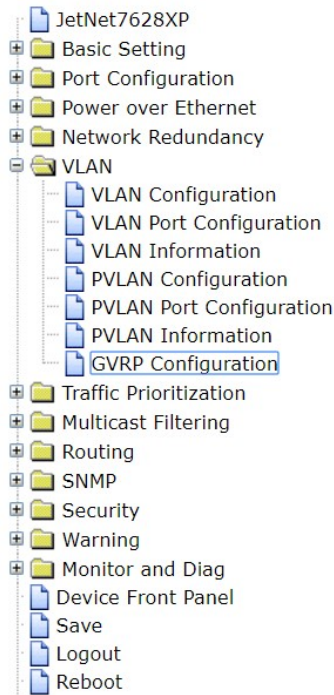 JetNet7628XP
Basic Setting
Port Configuration
Power over Ethernet
Network Redundancy
VLAN
VLAN Configuration
VLAN Port Configuration
VLAN Information
PVLAN Configuration
PVLAN Port Configuration
PVLAN Information
GVRP Configuration
Traffic Prioritization
Multicast Filtering
Routing
SNMP
Security
Warning
Monitor and Diag
Device Front Panel
Save
Logout
Reboot